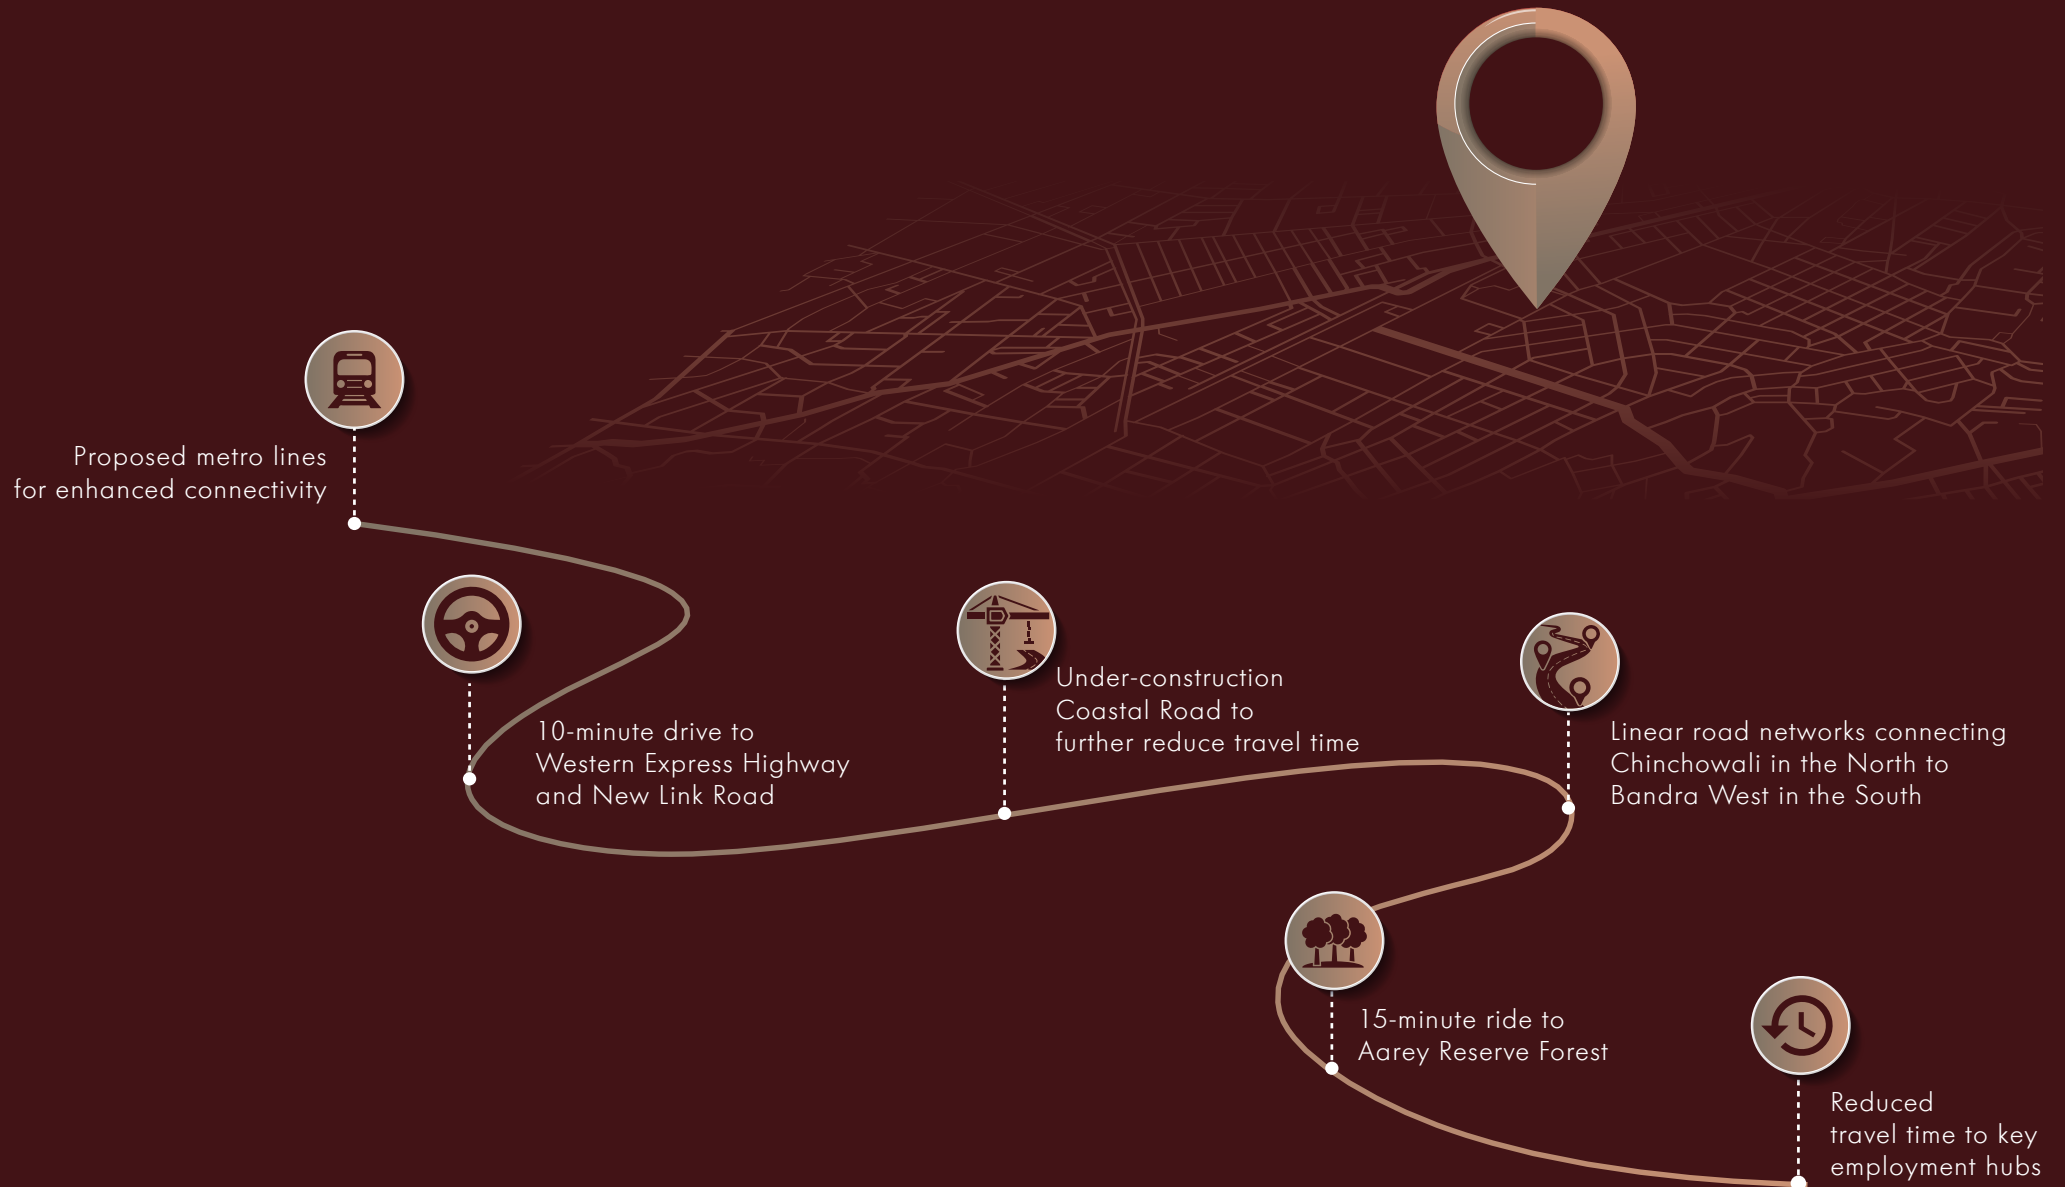 Proposed metro lines
for enhanced connectivity
10-minute drive to
Western Express Highway
and New Link Road
Under-construction
Coastal Road to
further reduce travel time
Linear road networks connecting
Chinchowali in the North to
Bandra West in the South
15-minute ride to
Aarey Reserve Forest
Reduced
travel time to key
employment hubs